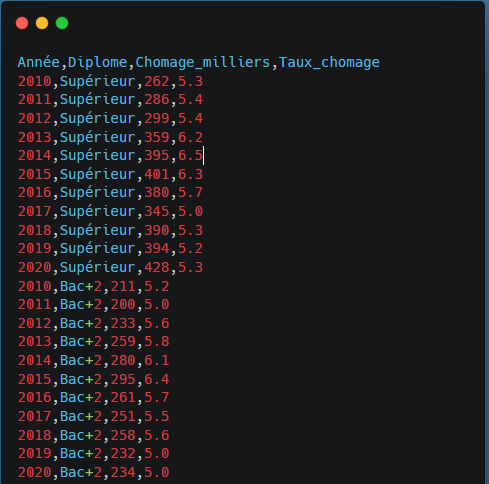 Année,Diplome,Chomage_milliers,Taux_chomage
2010,Supérieur,262,5.3
2011,Supérieur,286,5.4
2012,Supérieur,299,5.4
2013,Supérieur,359,6.2
2014,Supérieur,395,6.5
2015,Supérieur,401,6.3
2016,Supérieur,380,5.7
2017,Supérieur,345,5.0
2018,Supérieur,390,5.3
2019,Supérieur,394,5.2
2020,Supérieur,428,5.3
2010,Bac+2,211,5.2
2011,Bac+2,200,5.0
2012,Bac+2,233,5.6
2013,Bac+2,259,5.8
2014,Bac+2,280,6.1
2015,Bac+2,295,6.4
2016,Bac+2,261,5.7
2017,Bac+2,251,5.5
2018,Bac+2,258,5.6
2019,Bac+2,232,5.0
2020,Bac+2,234,5.0